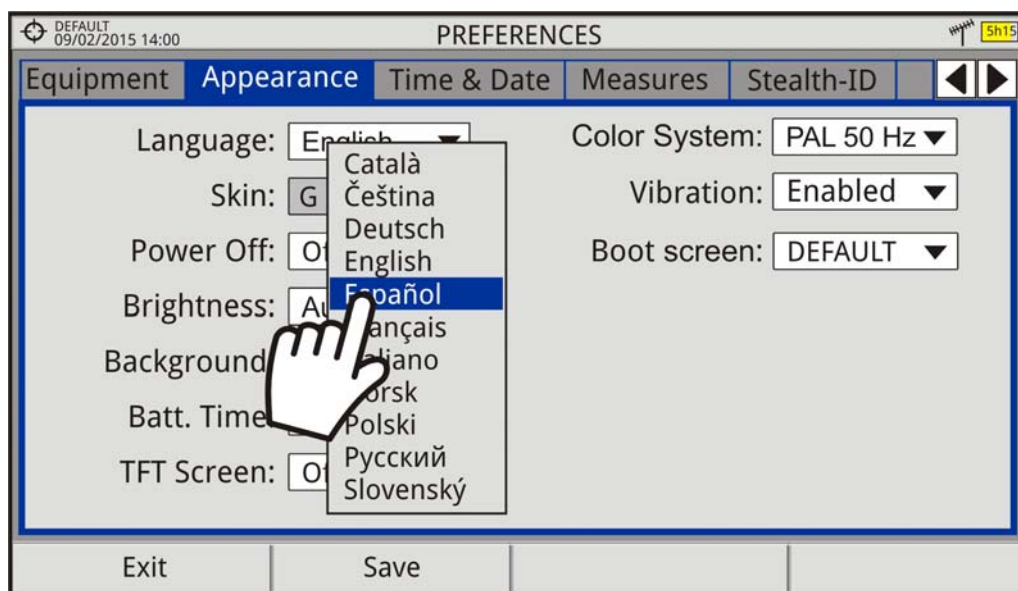 DEFAULT
09/02/2015 14:00
PREFERENCES
5h15
Equipment Appearance Time & Date Measures Stealth-ID
Language: English
Skin: G
Power Off:
Brightness:
Background
Batt. Time
TFT Screen:
Català
Čeština
Deutsch
English
Español
Polski
Русский
Slovenský
Color System: PAL 50 Hz
Vibration: Enabled
Boot screen: DEFAULT
Exit Save